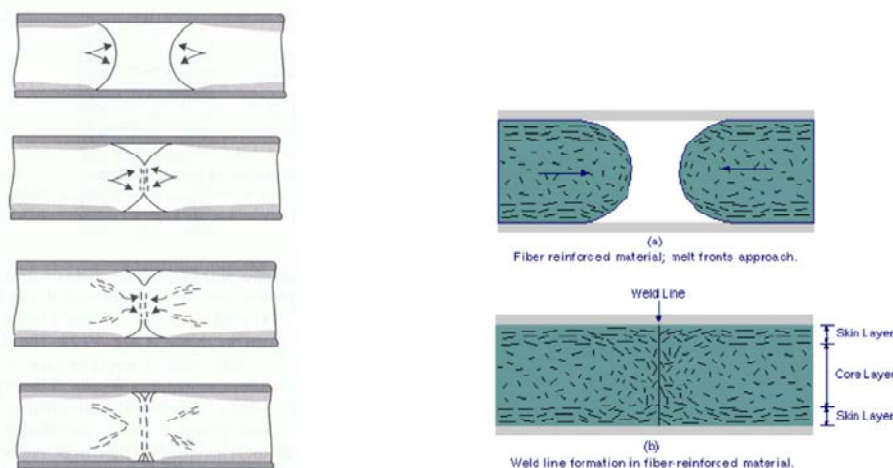 (a)
Fiber reinforced material; melt fronts approach.
Weld Line
Skin Layer
Core Layer
Skin Layer
(b)
Weld line formation in fiber-reinforced material.